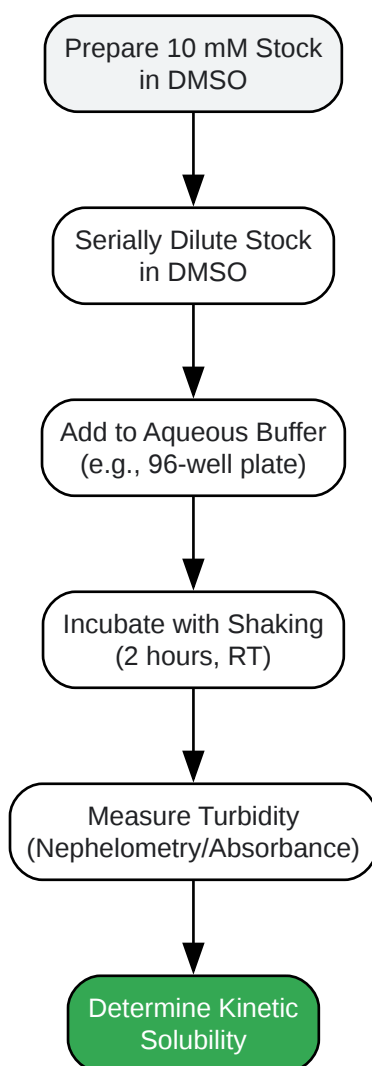 Prepare 10 mM Stock
in DMSO
Serially Dilute Stock
in DMSO
Add to Aqueous Buffer
(e.g., 96-well plate)
Incubate with Shaking
(2 hours, RT)
Measure Turbidity
(Nephelometry/Absorbance)
Determine Kinetic
Solubility